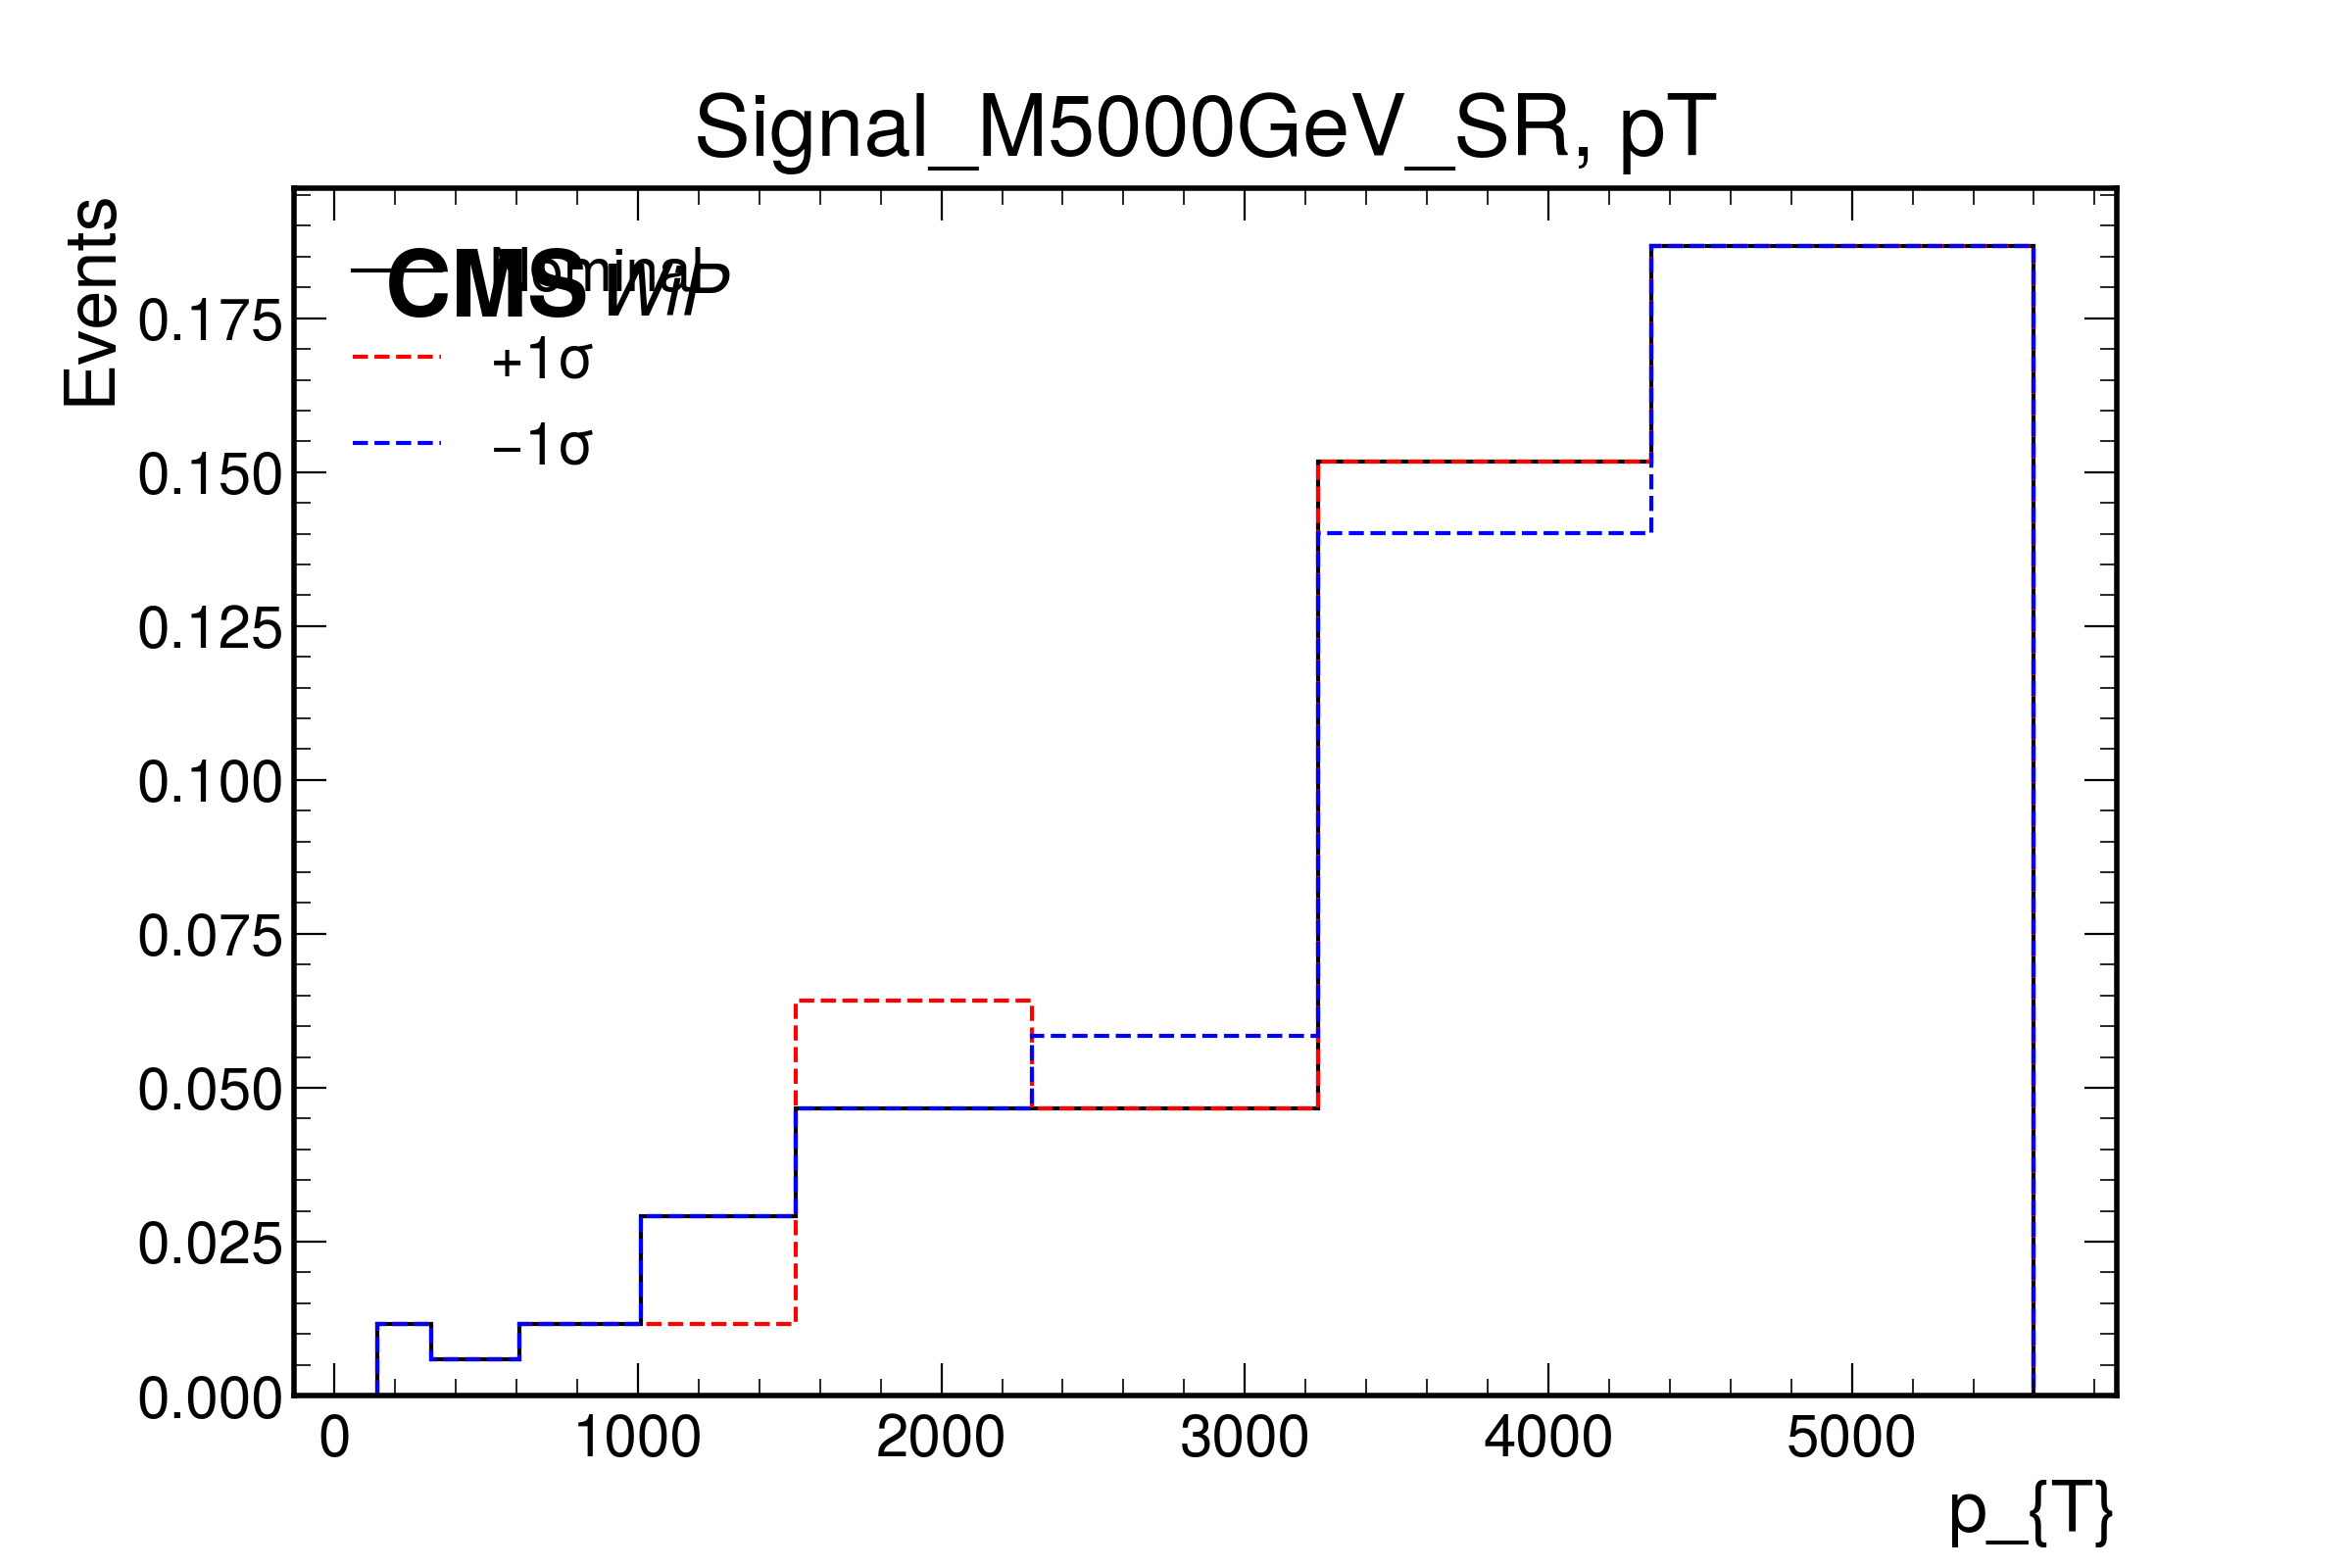 Signal_M5000GeV_SR, pT
Events
CMS WiP
Nominal
+1σ
−1σ
0.175
0.150
0.125
0.100
0.075
0.050
0.025
0.000
0 1000 2000 3000 4000 5000
p_{T}